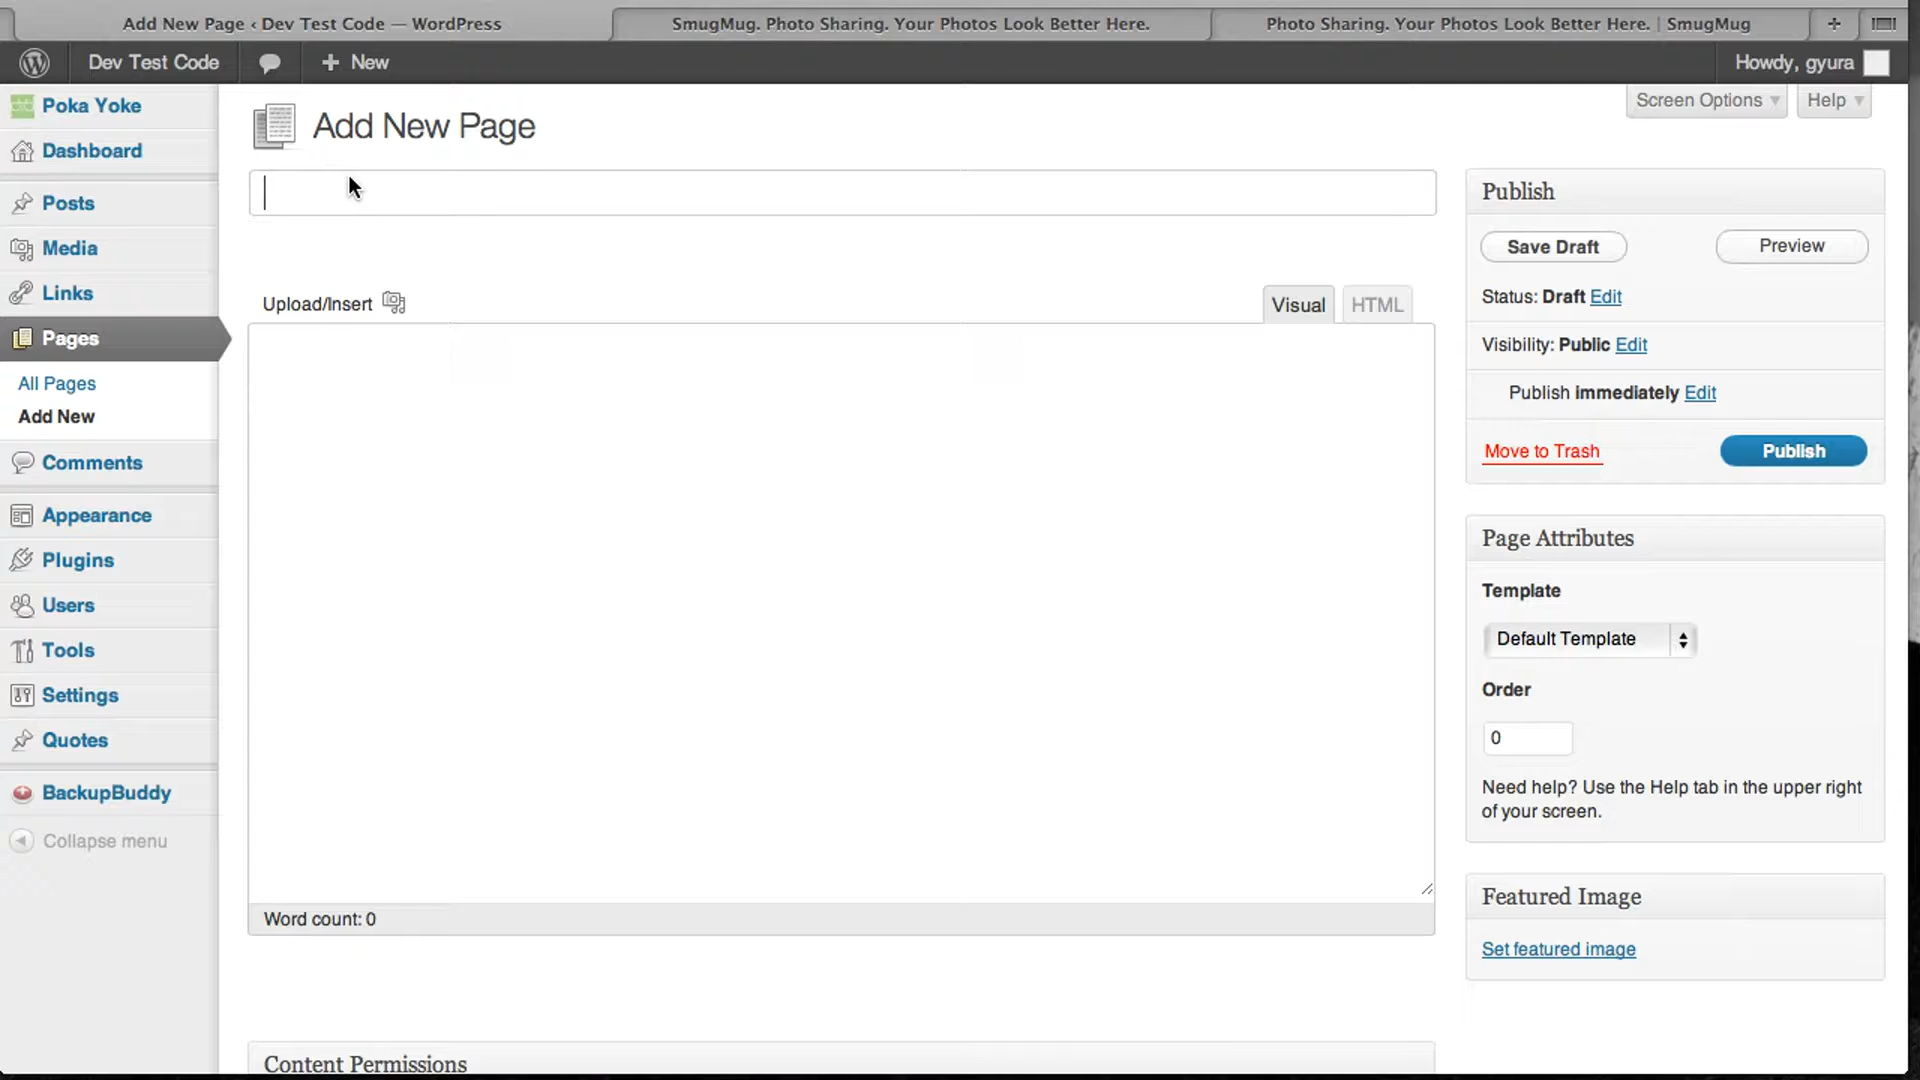 Add New Page ‹ Dev Test Code — WordPress
SmugMug. Photo Sharing. Your Photos Look Better Here.
Photo Sharing. Your Photos Look Better Here. | SmugMug
Dev Test Code
+ New
Howdy, gyura
Poka Yoke
Dashboard
Posts
Media
Links
Pages
All Pages
Add New
Comments
Appearance
Plugins
Users
Tools
Settings
Quotes
BackupBuddy
Collapse menu
Screen Options
Help
Add New Page
Upload/Insert
Visual
HTML
Word count: 0
Content Permissions
Publish
Save Draft
Preview
Status: Draft Edit
Visibility: Public Edit
Publish immediately Edit
Move to Trash
Publish
Page Attributes
Template
Default Template
Order
0
Need help? Use the Help tab in the upper right
of your screen.
Featured Image
Set featured image